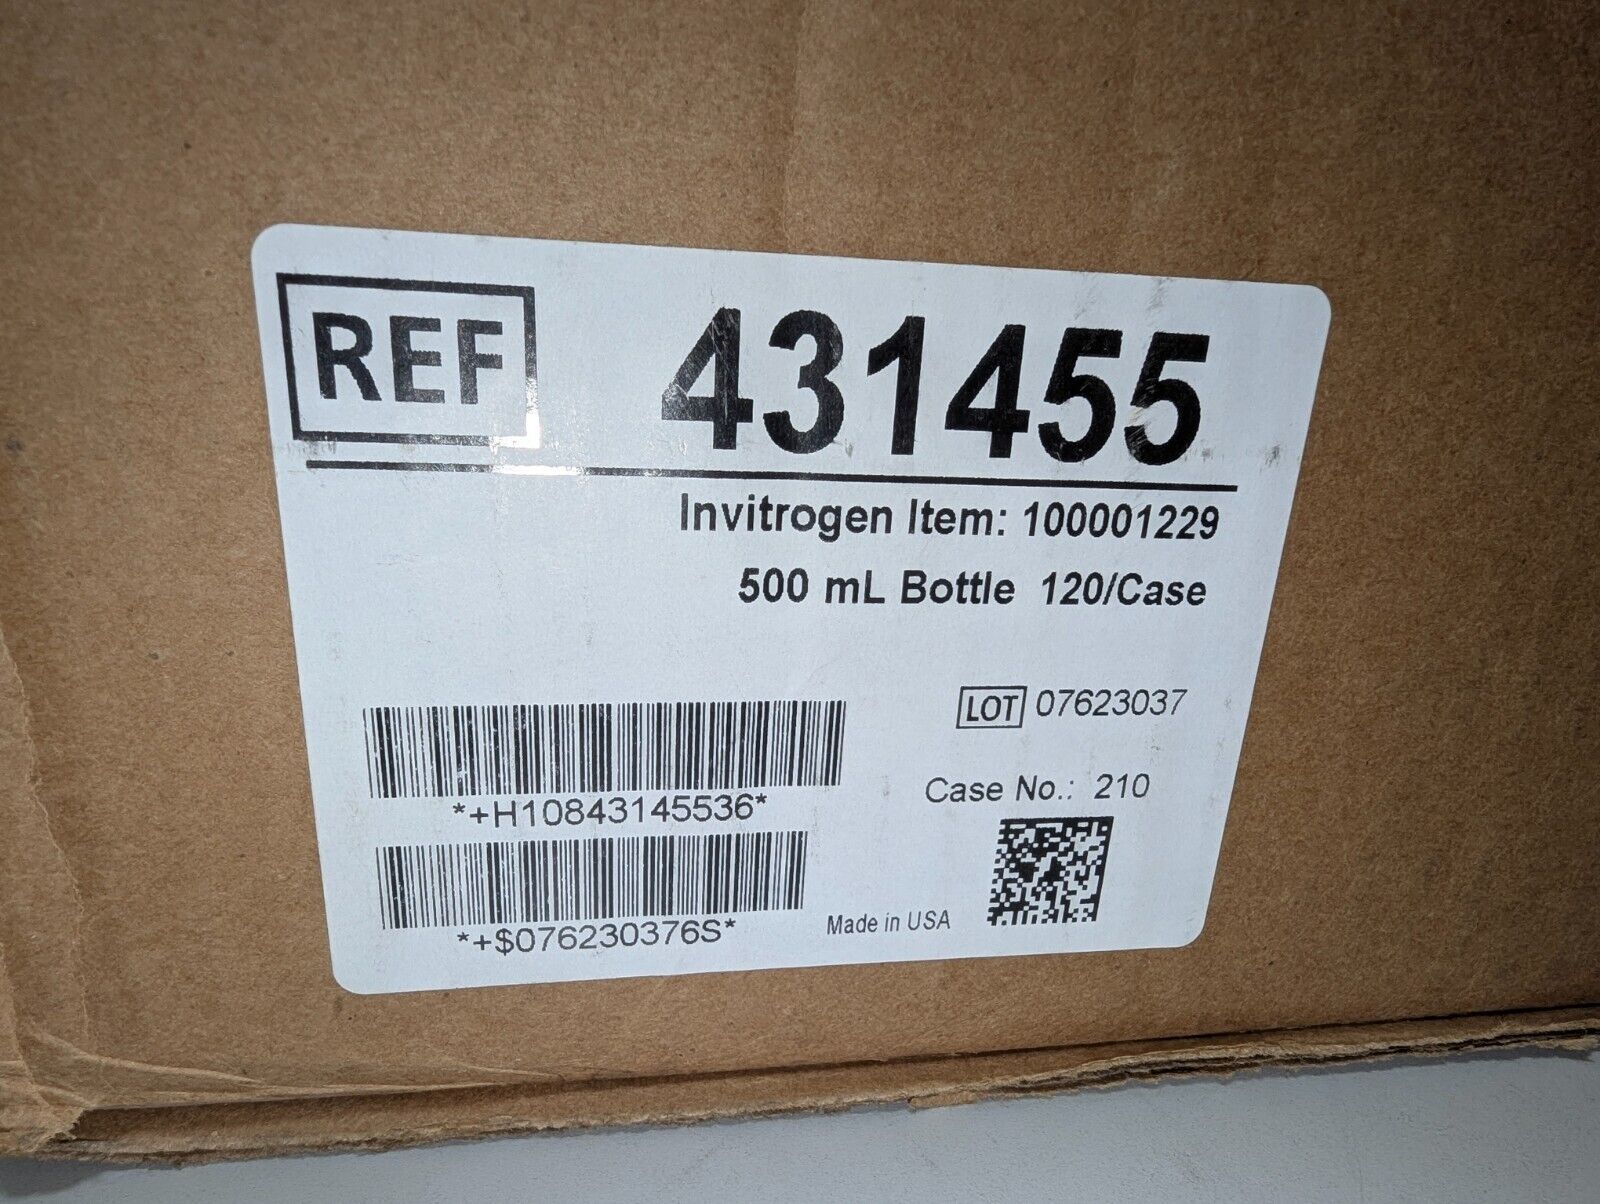 REF 431455
Invitrogen Item: 100001229
500 mL Bottle 120/Case
LOT 07623037
Case No.: 210
*+H10843145536*
*+$076230376S*
Made in USA